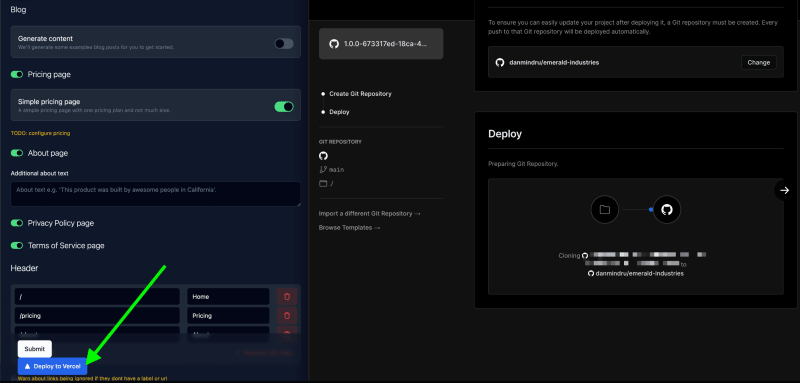 Blog
Generate content
We'll generate some examples blog posts for you to get started.
Pricing page
Simple pricing page
A simple pricing page with one pricing plan and not much else.
TODO: configure pricing
About page
Additional about text
About text e.g. 'This product was built by awesome people in California'.
Privacy Policy page
Terms of Service page
Header
/
Home
/pricing
Pricing
Submit
Deploy to Vercel
Warn about links being ignored if they dont have a label or url
1.0.0-673317ed-18ca-4...
Create Git Repository
Deploy
GIT REPOSITORY
main
/
Import a different Git Repository →
Browse Templates →
To ensure you can easily update your project after deploying it, a Git repository must be created. Every
push to that Git repository will be deployed automatically.
danmindru/emerald-industries
Change
Deploy
Preparing Git Repository.
Cloning
to
danmindru/emerald-industries